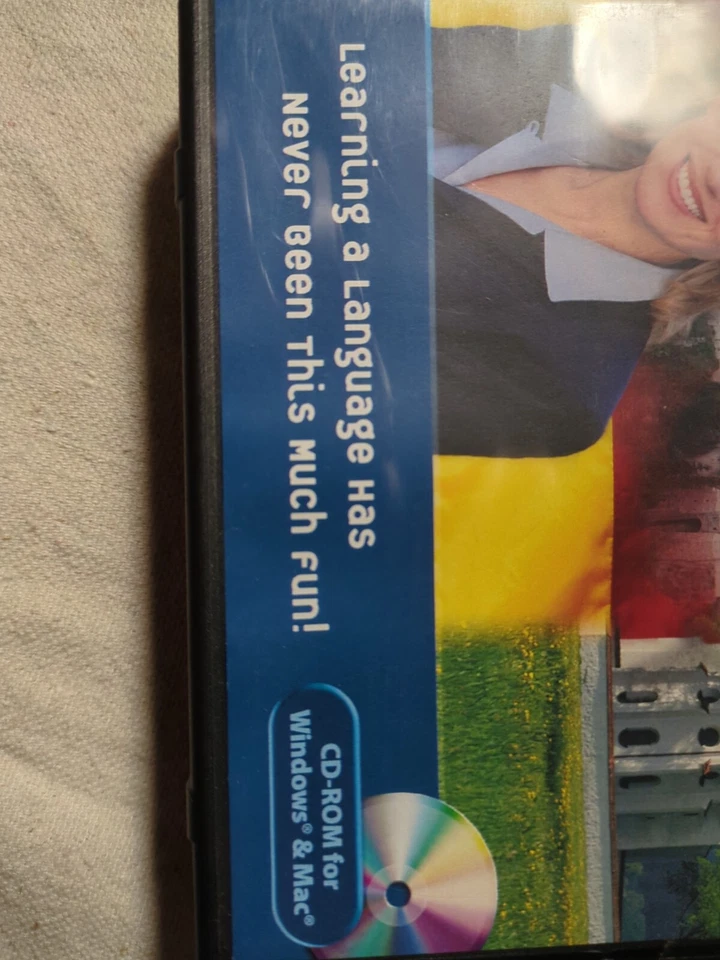 Learning a Language Has
Never Been This Much Fun!
CD-ROM for
Windows® & Mac®